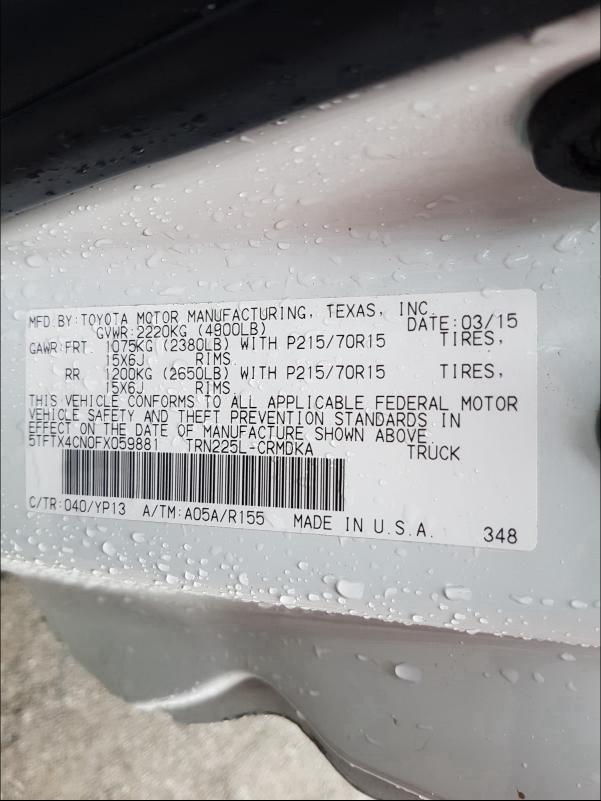 MFD.BY:TOYOTA MOTOR MANUFACTURING, TEXAS, INC.
GVWR:2220KG (4900LB) DATE:03/15
GAWR:FRT. 1075KG (2380LB) WITH P215/70R15 TIRES,
15X6J RIMS.
RR 1200KG (2650LB) WITH P215/70R15 TIRES,
15X6J RIMS.
THIS VEHICLE CONFORMS TO ALL APPLICABLE FEDERAL MOTOR
VEHICLE SAFETY AND THEFT PREVENTION STANDARDS IN
EFFECT ON THE DATE OF MANUFACTURE SHOWN ABOVE.
5TFTX4CN0FX059881 TRN225L-CRMDKA TRUCK
C/TR:040/YP13 A/TM:A05A/R155 MADE IN U.S.A. 348